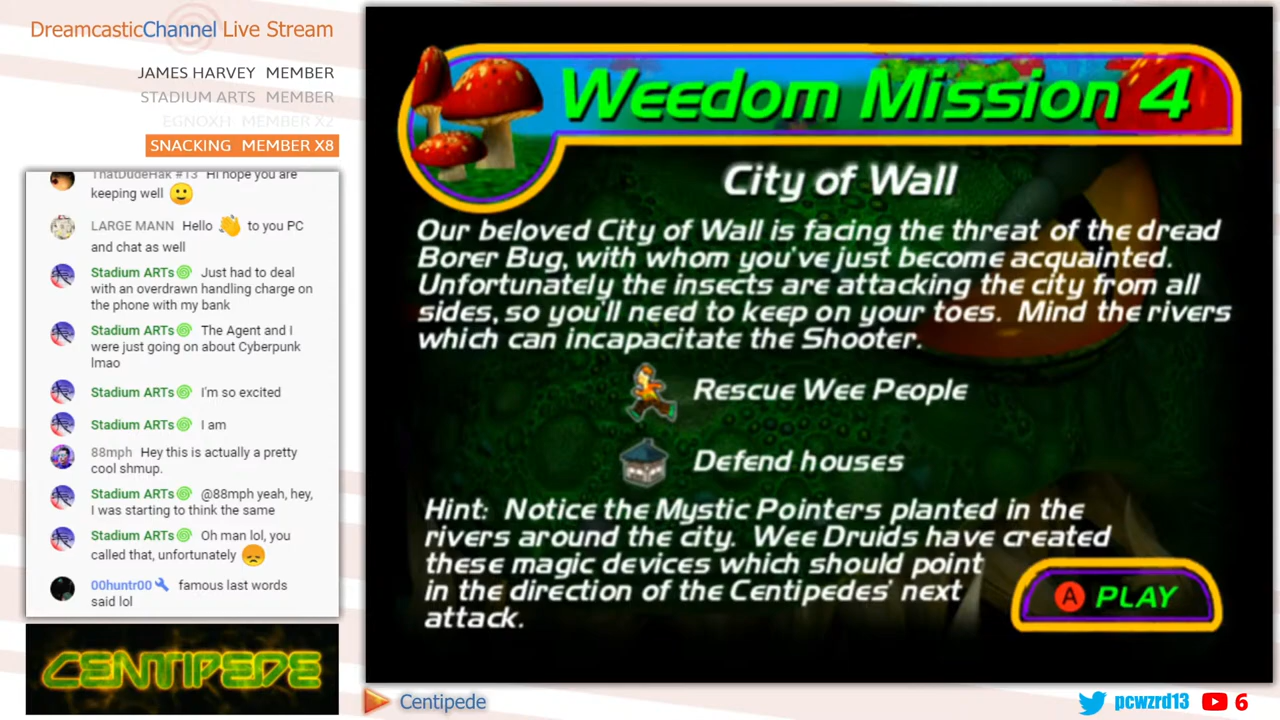 DreamcasticChannel Live Stream
JAMES HARVEY MEMBER
STADIUM ARTS MEMBER
EGNOXH MEMBER X2
SNACKING MEMBER X8
ThatDudeHak #13 Hi hope you are
keeping well 🙂
LARGE MANN Hello 👋 to you PC
and chat as well
Stadium ARTs Just had to deal
with an overdrawn handling charge on
the phone with my bank
Stadium ARTs The Agent and I
were just going on about Cyberpunk
lmao
Stadium ARTs I'm so excited
Stadium ARTs I am
88mph Hey this is actually a pretty
cool shmup.
Stadium ARTs @88mph yeah, hey,
I was starting to think the same
Stadium ARTs Oh man lol, you
called that, unfortunately 😞
00huntr00 famous last words
said lol
CENTIPEDE
Weedom Mission 4
City of Wall
Our beloved City of Wall is facing the threat of the dread
Borer Bug, with whom you've just become acquainted.
Unfortunately the insects are attacking the city from all
sides, so you'll need to keep on your toes. Mind the rivers
which can incapacitate the Shooter.
Rescue Wee People
Defend houses
Hint: Notice the Mystic Pointers planted in the
rivers around the city. Wee Druids have created
these magic devices which should point
in the direction of the Centipedes' next
attack.
A PLAY
Centipede
pcwzrd13 6